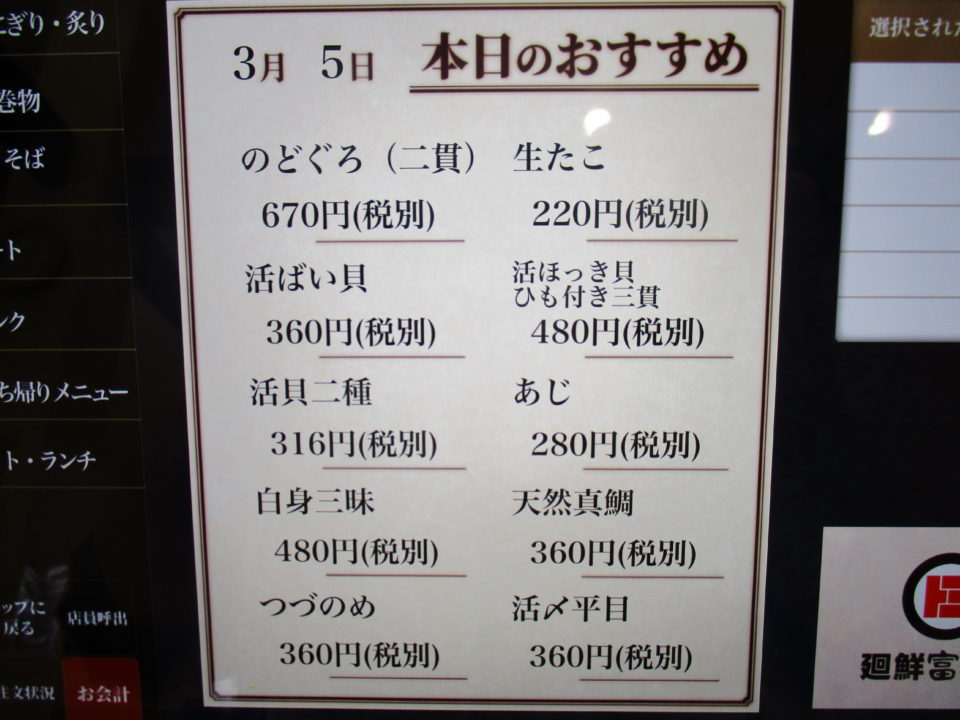 にぎり・炙り
巻物
そば
ート
ンク
ち帰りメニュー
ト・ランチ
ップに
戻る
店員呼出
注文状況
お会計
3月 5日 本日のおすすめ
のどぐろ（二貫）
670円(税別)
活ばい貝
360円(税別)
活貝二種
316円(税別)
白身三昧
480円(税別)
つづのめ
360円(税別)
生たこ
220円(税別)
活ほっき貝
ひも付き三貫
480円(税別)
あじ
280円(税別)
天然真鯛
360円(税別)
活〆平目
360円(税別)
選択された
廻鮮富